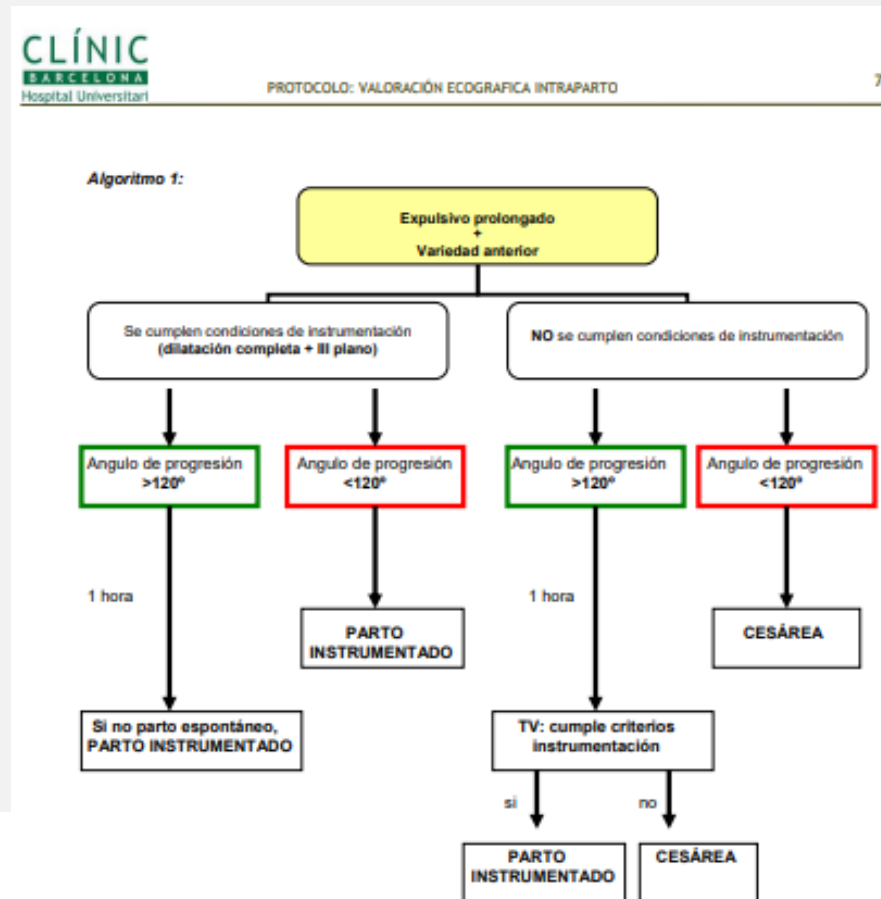 CLÍNIC
BARCELONA
Hospital Universitari
PROTOCOLO: VALORACIÓN ECOGRAFICA INTRAPARTO
7
Algoritmo 1:
Expulsivo prolongado
+
Variedad anterior
Se cumplen condiciones de instrumentación
(dilatación completa + III plano)
NO se cumplen condiciones de instrumentación
Angulo de progresión
>120º
Angulo de progresión
<120º
Angulo de progresión
>120º
Angulo de progresión
<120º
1 hora
1 hora
PARTO
INSTRUMENTADO
CESÁREA
Si no parto espontáneo,
PARTO INSTRUMENTADO
TV: cumple criterios
instrumentación
si
no
PARTO
INSTRUMENTADO
CESÁREA